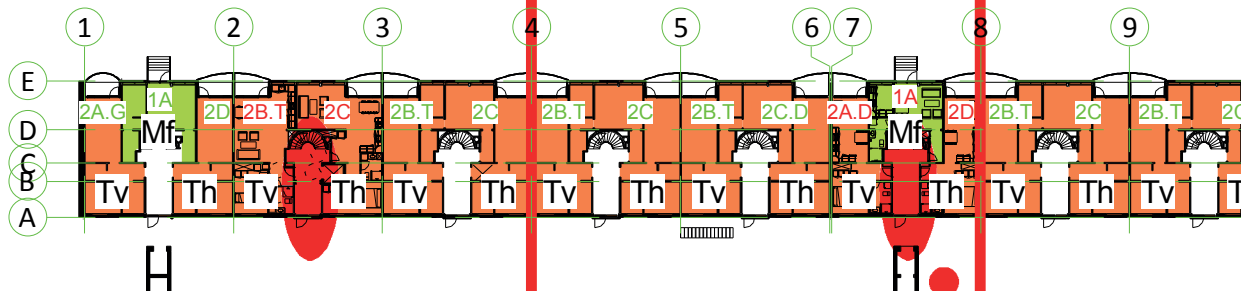 1 2 3 4 5 6 7 8 9
E
2A.G 1A 2D 2B.T 2C 2B.T 2C 2B.T 2C 2B.T 2C.D 2A.D 1A 2D 2B.T 2C 2B.T 2C
D Mf Mf
C
B
Tv Th Tv Th Tv Th Tv Th Tv Th Tv Th Tv Th Tv Th
A